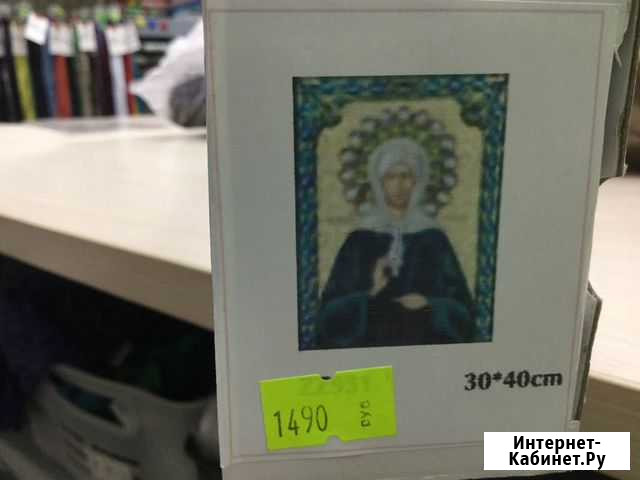 30*40cm
1490
РУБ
Интернет-
Кабинет.Ру